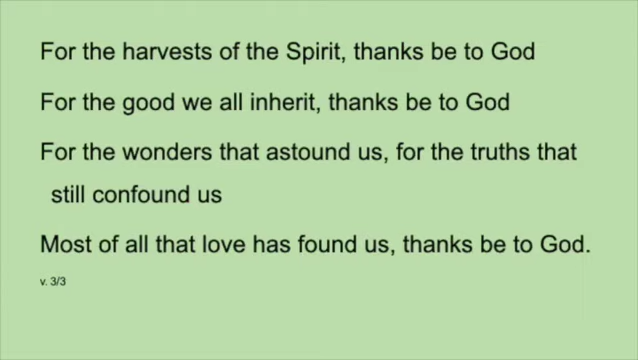 For the harvests of the Spirit, thanks be to God
For the good we all inherit, thanks be to God
For the wonders that astound us, for the truths that
still confound us
Most of all that love has found us, thanks be to God.
v. 3/3